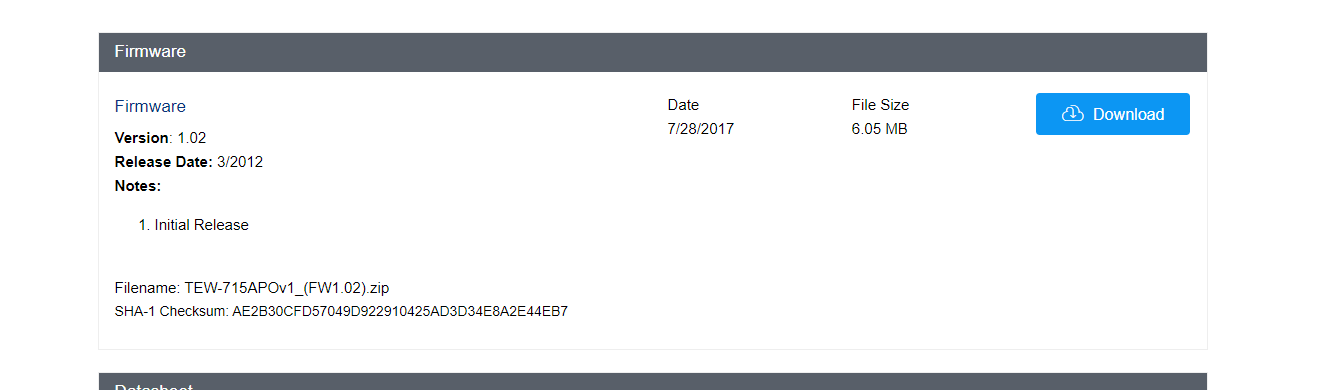 Firmware
Firmware
Date
File Size
Download
7/28/2017
6.05 MB
Version: 1.02
Release Date: 3/2012
Notes:
1. Initial Release
Filename: TEW-715APOv1_(FW1.02).zip
SHA-1 Checksum: AE2B30CFD57049D922910425AD3D34E8A2E44EB7
Datasheet